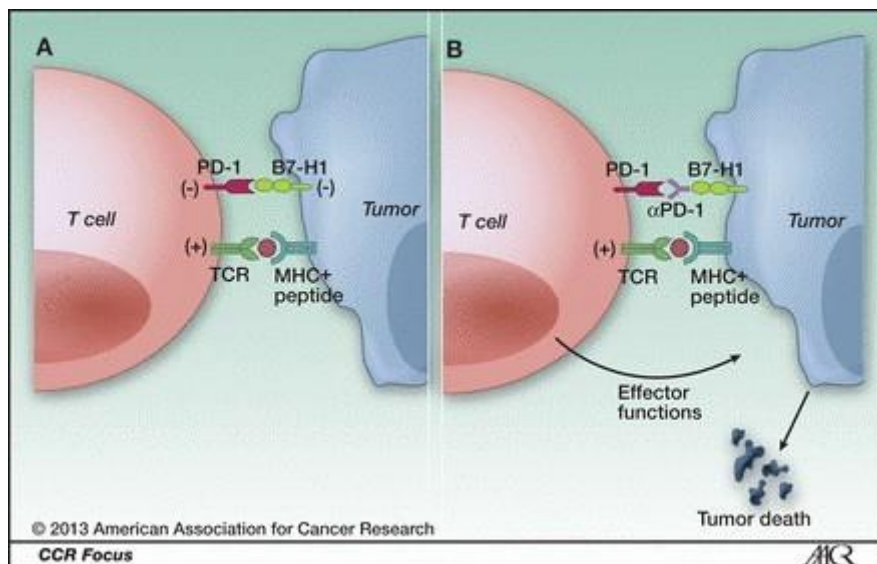 A
PD-1 B7-H1
(-) (-)
T cell
Tumor
(+)
TCR MHC+
peptide
B
PD-1 B7-H1
αPD-1
T cell
Tumor
(+)
TCR MHC+
peptide
Effector
functions
Tumor death
© 2013 American Association for Cancer Research
CCR Focus
AACR